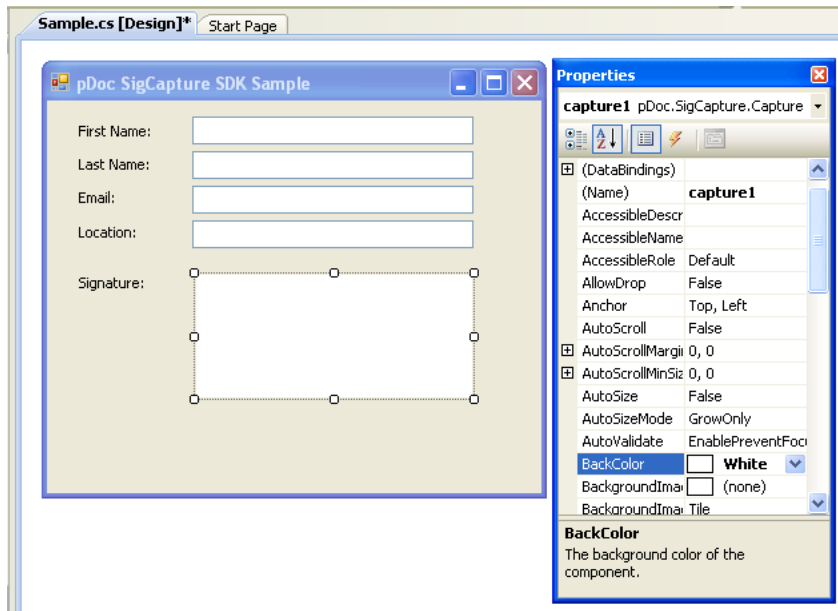 Sample.cs [Design]* Start Page
pDoc SigCapture SDK Sample
First Name:
Last Name:
Email:
Location:
Signature:
Properties
capture1 pDoc.SigCapture.Capture
(DataBindings)
(Name) capture1
AccessibleDescr
AccessibleName
AccessibleRole Default
AllowDrop False
Anchor Top, Left
AutoScroll False
AutoScrollMargi 0, 0
AutoScrollMinSiz 0, 0
AutoSize False
AutoSizeMode GrowOnly
AutoValidate EnablePreventFoc
BackColor White
BackgroundIma (none)
BackgroundIma Tile
BackColor
The background color of the
component.